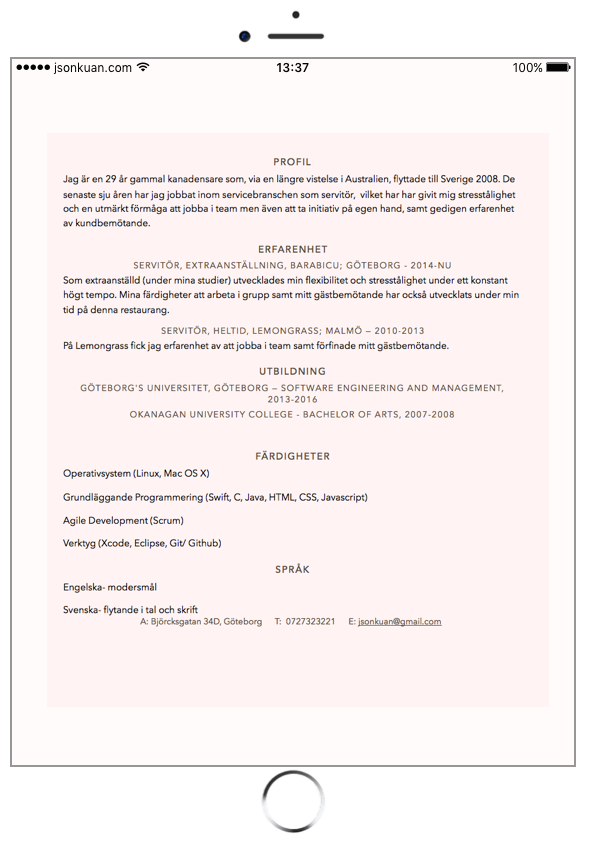 jsonkuan.com 13:37 100%
PROFIL
Jag är en 29 år gammal kanadensare som, via en längre vistelse i Australien, flyttade till Sverige 2008. De
senaste sju åren har jag jobbat inom servicebranschen som servitör, vilket har har givit mig stresstålighet
och en utmärkt förmåga att jobba i team men även att ta initiativ på egen hand, samt gedigen erfarenhet
av kundbemötande.
ERFARENHET
SERVITÖR, EXTRAANSTÄLLNING, BARABICU; GÖTEBORG - 2014-NU
Som extraanställd (under mina studier) utvecklades min flexibilitet och stresstålighet under ett konstant
högt tempo. Mina färdigheter att arbeta i grupp samt mitt gästbemötande har också utvecklats under min
tid på denna restaurang.
SERVITÖR, HELTID, LEMONGRASS; MALMÖ – 2010-2013
På Lemongrass fick jag erfarenhet av att jobba i team samt förfinade mitt gästbemötande.
UTBILDNING
GÖTEBORG'S UNIVERSITET, GÖTEBORG – SOFTWARE ENGINEERING AND MANAGEMENT,
2013-2016
OKANAGAN UNIVERSITY COLLEGE - BACHELOR OF ARTS, 2007-2008
FÄRDIGHETER
Operativsystem (Linux, Mac OS X)
Grundläggande Programmering (Swift, C, Java, HTML, CSS, Javascript)
Agile Development (Scrum)
Verktyg (Xcode, Eclipse, Git/ Github)
SPRÅK
Engelska- modersmål
Svenska- flytande i tal och skrift
A: Björcksgatan 34D, Göteborg T: 0727323221 E: jsonkuan@gmail.com